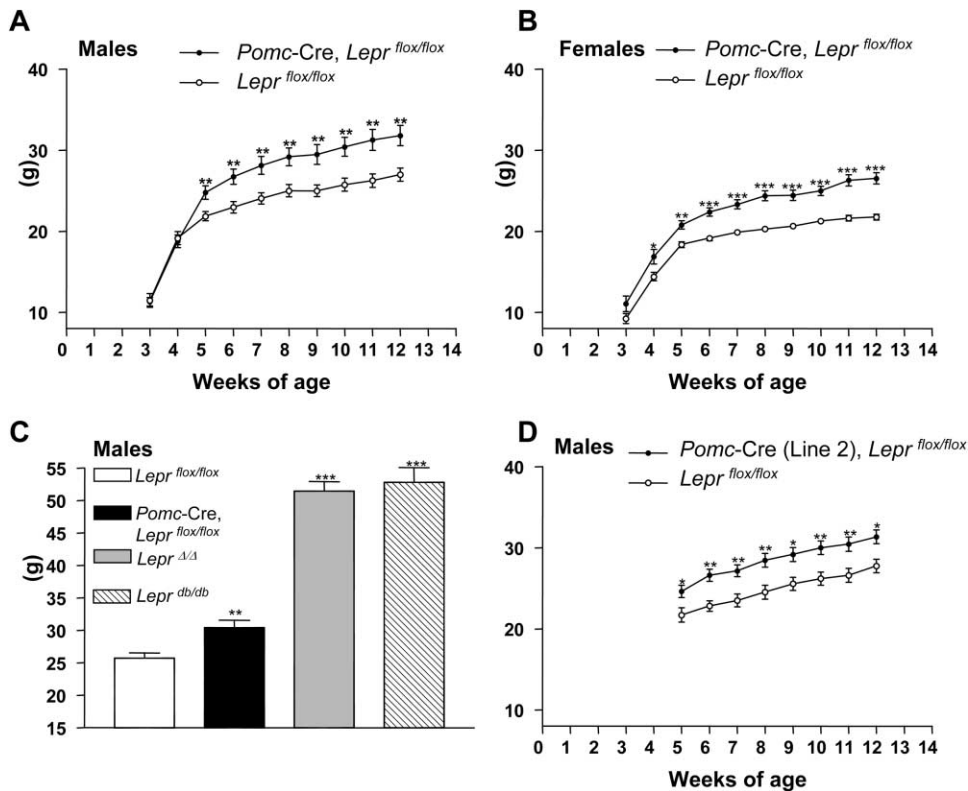 A
Males
Pomc-Cre, Lepr flox/flox
Lepr flox/flox
40
30
20
10
(g)
** ** ** ** ** ** ** **
0 1 2 3 4 5 6 7 8 9 10 11 12 13 14
Weeks of age
B
Females
Pomc-Cre, Lepr flox/flox
Lepr flox/flox
40
30
20
10
(g)
* ** *** *** *** *** *** *** ***
0 1 2 3 4 5 6 7 8 9 10 11 12 13 14
Weeks of age
C
Males
Lepr flox/flox
Pomc-Cre,
Lepr flox/flox
Lepr Δ/Δ
Lepr db/db
55
50
45
40
35
30
25
20
15
(g)
** *** ***
D
Males
Pomc-Cre (Line 2), Lepr flox/flox
Lepr flox/flox
40
30
20
10
(g)
* ** ** ** * ** ** *
0 1 2 3 4 5 6 7 8 9 10 11 12 13 14
Weeks of age